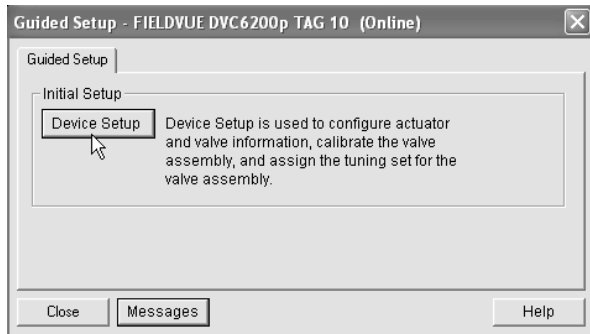 Guided Setup - FIELDVUE DVC6200p TAG 10 (Online)
Guided Setup
Initial Setup
Device Setup
Device Setup is used to configure actuator
and valve information, calibrate the valve
assembly, and assign the tuning set for the
valve assembly.
Close
Messages
Help